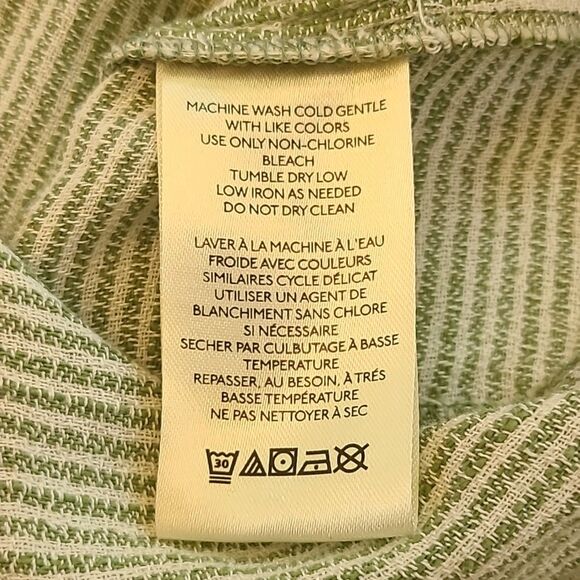 MACHINE WASH COLD GENTLE
WITH LIKE COLORS
USE ONLY NON-CHLORINE
BLEACH
TUMBLE DRY LOW
LOW IRON AS NEEDED
DO NOT DRY CLEAN
LAVER À LA MACHINE À L'EAU
FROIDE AVEC COULEURS
SIMILAIRES CYCLE DÉLICAT
UTILISER UN AGENT DE
BLANCHIMENT SANS CHLORE
SI NÉCESSAIRE
SECHER PAR CULBUTAGE À BASSE
TEMPERATURE
REPASSER, AU BESOIN, À TRÉS
BASSE TEMPÉRATURE
NE PAS NETTOYER À SEC
30